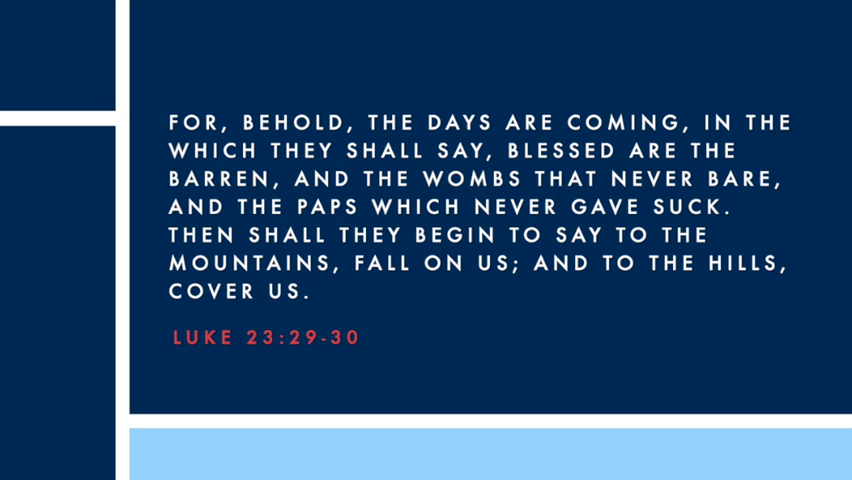 FOR, BEHOLD, THE DAYS ARE COMING, IN THE
WHICH THEY SHALL SAY, BLESSED ARE THE
BARREN, AND THE WOMBS THAT NEVER BARE,
AND THE PAPS WHICH NEVER GAVE SUCK.
THEN SHALL THEY BEGIN TO SAY TO THE
MOUNTAINS, FALL ON US; AND TO THE HILLS,
COVER US.
LUKE 23:29-30